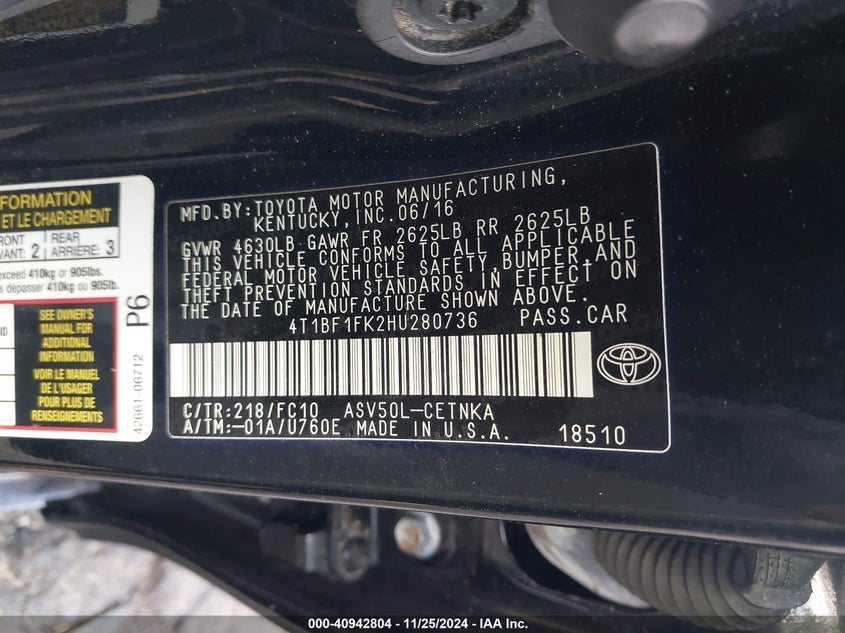 MFD.BY:TOYOTA MOTOR MANUFACTURING,
KENTUCKY,INC.06/16
GVWR 4630LB GAWR FR 2625LB RR 2625LB
THIS VEHICLE CONFORMS TO ALL APPLICABLE
FEDERAL MOTOR VEHICLE SAFETY,BUMPER,AND
THEFT PREVENTION STANDARDS IN EFFECT ON
THE DATE OF MANUFACTURE SHOWN ABOVE.
4T1BF1FK2HU280736 PASS.CAR
C/TR:218/FC10 ASV50L-CETNKA
A/TM:-01A/U760E MADE IN U.S.A. 18510
FORMATION
ET LE CHARGEMENT
FRONT
VANT: 2
REAR
ARRIÈRE: 3
exceed 410kg or 905lbs.
dépasser 410kg ou 905lb.
SEE OWNER'S
MANUAL FOR
ADDITIONAL
INFORMATION
VOIR LE MANUEL
DE L'USAGER
POUR PLUS DE
RENSEIGNEMENTS
P6
42661-06712
000-40942804 - 11/25/2024 - IAA Inc.